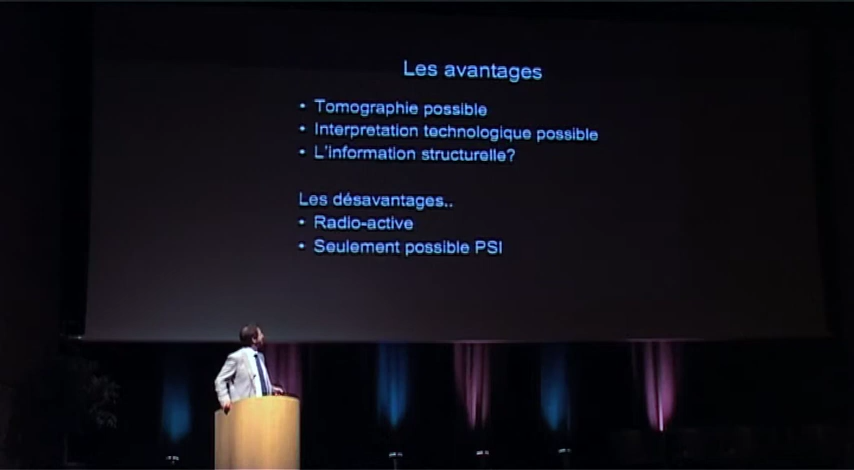 Les avantages
• Tomographie possible
• Interpretation technologique possible
• L'information structurelle?
Les désavantages..
• Radio-active
• Seulement possible PSI